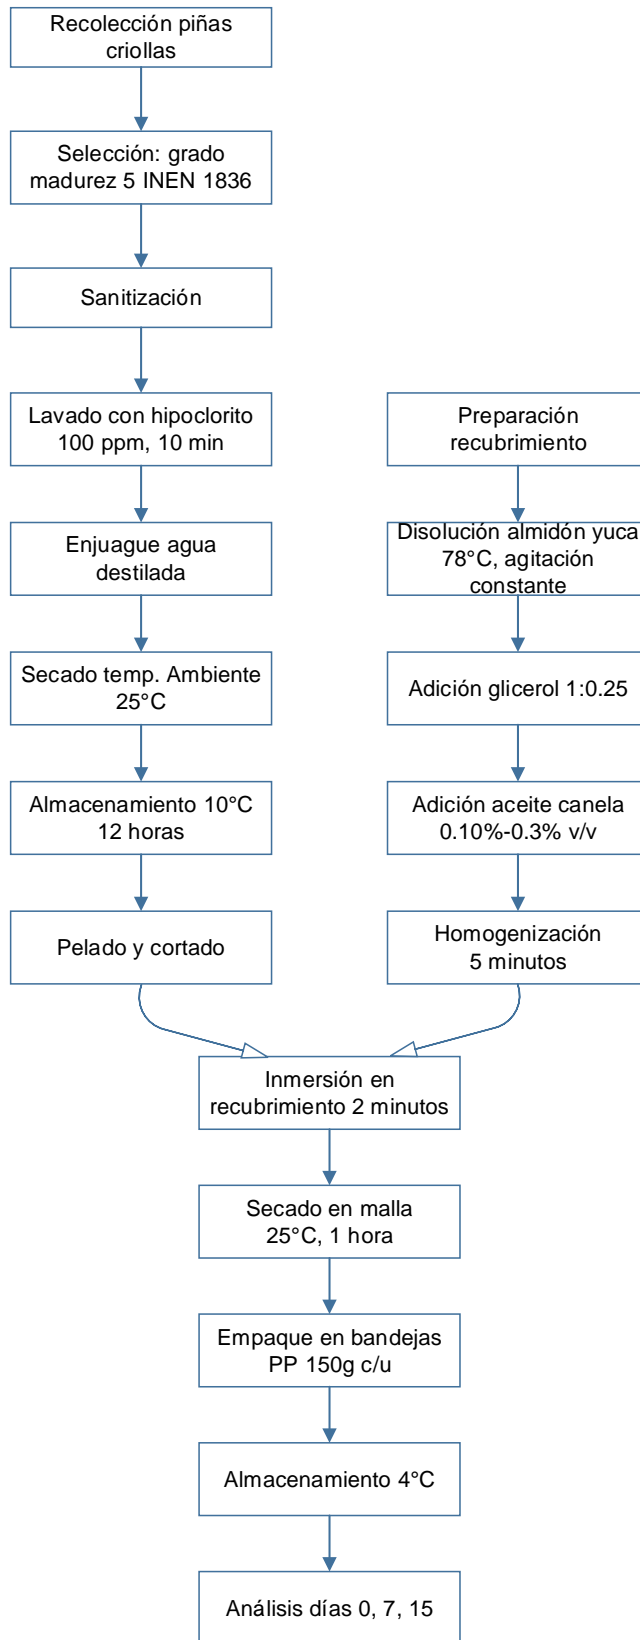 Recolección piñas
criollas
Selección: grado
madurez 5 INEN 1836
Sanitización
Lavado con hipoclorito
100 ppm, 10 min
Enjuague agua
destilada
Secado temp. Ambiente
25°C
Almacenamiento 10°C
12 horas
Pelado y cortado
Preparación
recubrimiento
Disolución almidón yuca
78°C, agitación
constante
Adición glicerol 1:0.25
Adición aceite canela
0.10%-0.3% v/v
Homogenización
5 minutos
Inmersión en
recubrimiento 2 minutos
Secado en malla
25°C, 1 hora
Empaque en bandejas
PP 150g c/u
Almacenamiento 4°C
Análisis días 0, 7, 15